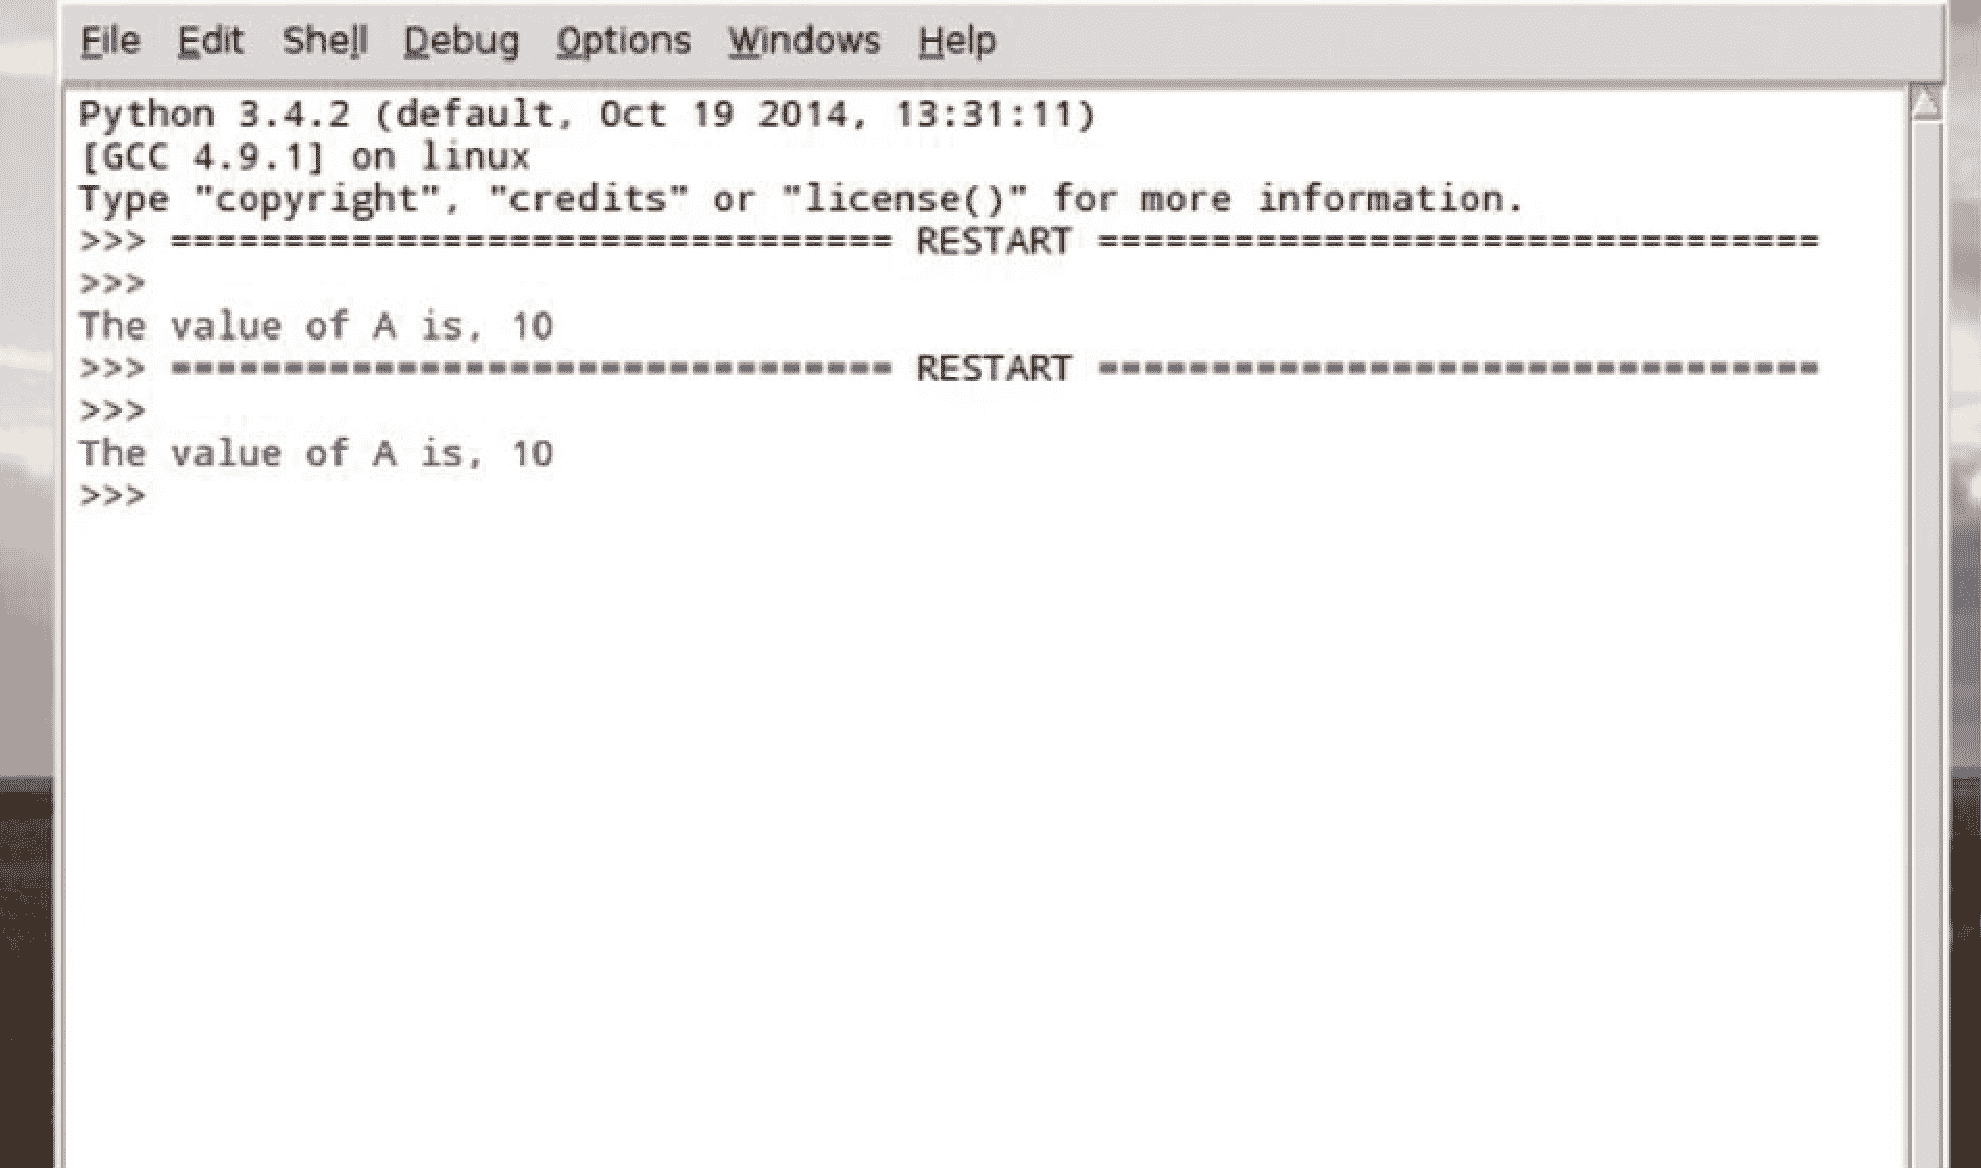 File Edit Shell Debug Options Windows Help
Python 3.4.2 (default, Oct 19 2014, 13:31:11)
[GCC 4.9.1] on linux
Type "copyright", "credits" or "license()" for more information.
>>> ================================ RESTART ================================
>>>
The value of A is, 10
>>> ================================ RESTART ================================
>>>
The value of A is, 10
>>>